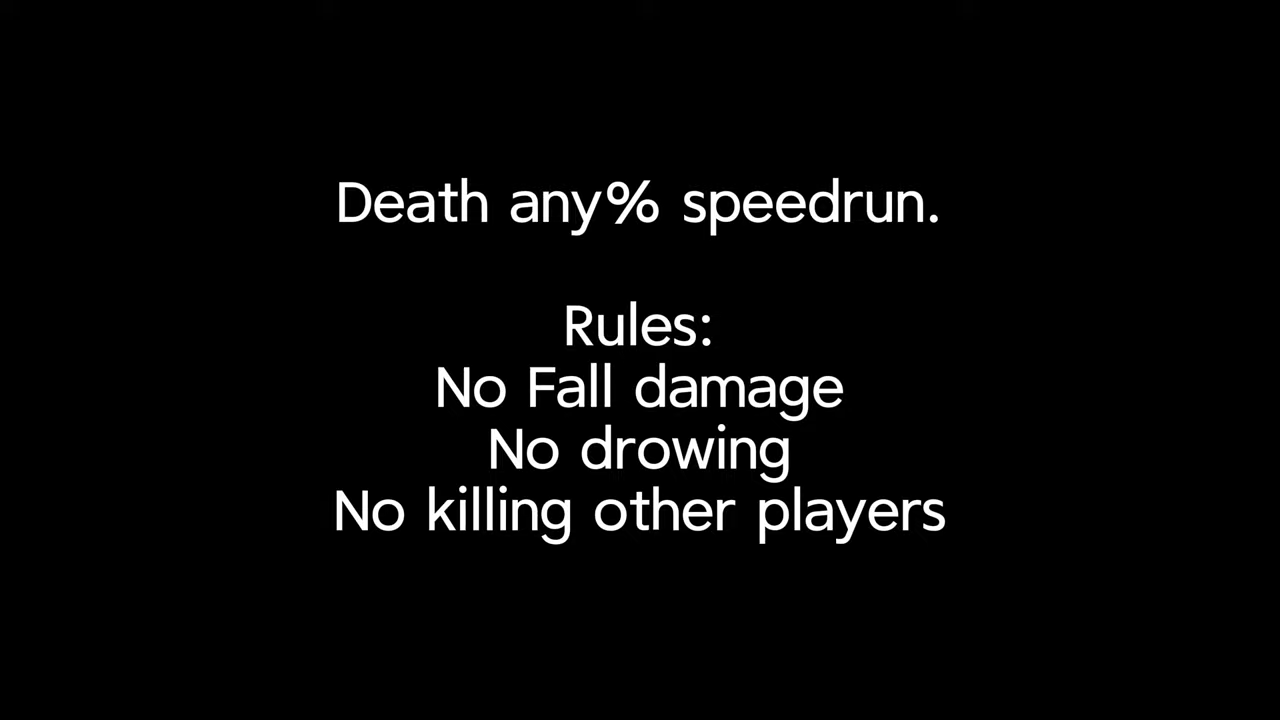 Death any% speedrun.
Rules:
No Fall damage
No drowing
No killing other players